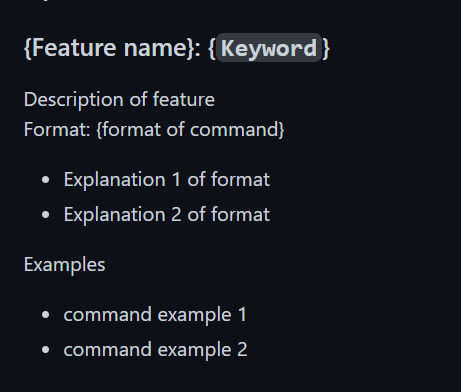 {Feature name}: {Keyword}
Description of feature
Format: {format of command}
• Explanation 1 of format
• Explanation 2 of format
Examples
• command example 1
• command example 2